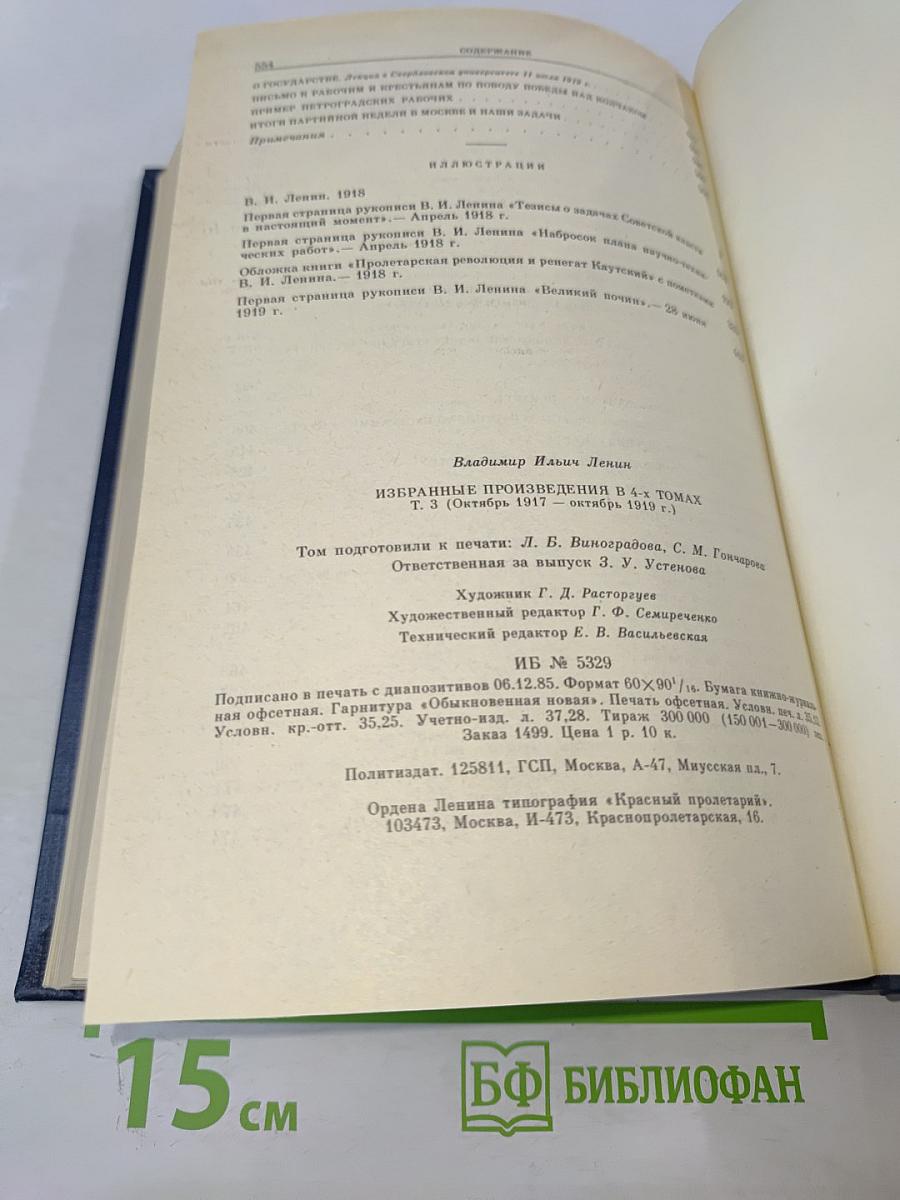 554
СОДЕРЖАНИЕ
О ГОСУДАРСТВЕ. Лекция в Свердловском университете 11 июля 1919 г.
ПИСЬМО К РАБОЧИМ И КРЕСТЬЯНАМ ПО ПОВОДУ ПОБЕДЫ НАД КОЛЧАКОМ
ПРИМЕР ПЕТРОГРАДСКИХ РАБОЧИХ
ИТОГИ ПАРТИЙНОЙ НЕДЕЛИ В МОСКВЕ И НАШИ ЗАДАЧИ
Примечания
ИЛЛЮСТРАЦИИ
В. И. Ленин. 1918
Первая страница рукописи В. И. Ленина «Тезисы о задачах Советской власти
в настоящий момент».— Апрель 1918 г.
Первая страница рукописи В. И. Ленина «Набросок плана научно-техни-
ческих работ».— Апрель 1918 г.
Обложка книги «Пролетарская революция и ренегат Каутский» с пометками
В. И. Ленина.— 1918 г.
Первая страница рукописи В. И. Ленина «Великий почин».— 28 июня
1919 г.
Владимир Ильич Ленин
ИЗБРАННЫЕ ПРОИЗВЕДЕНИЯ В 4-х ТОМАХ
Т. 3 (Октябрь 1917 — октябрь 1919 г.)
Том подготовили к печати: Л. Б. Виноградова, С. М. Гончарова
Ответственная за выпуск З. У. Устенова
Художник Г. Д. Расторгуев
Художественный редактор Г. Ф. Семиреченко
Технический редактор Е. В. Васильевская
ИБ № 5329
Подписано в печать с диапозитивов 06.12.85. Формат 60×90¹/₁₆. Бумага книжно-журналь-
ная офсетная. Гарнитура «Обыкновенная новая». Печать офсетная. Условн. печ. л.
Условн. кр.-отт. 35,25. Учетно-изд. л. 37,28. Тираж 300 000 (150 001—300 000) экз.
Заказ 1499. Цена 1 р. 10 к.
Политиздат. 125811, ГСП, Москва, А-47, Миусская пл., 7.
Ордена Ленина типография «Красный пролетарий».
103473, Москва, И-473, Краснопролетарская, 16.
15 см
БФ БИБЛИОФАН